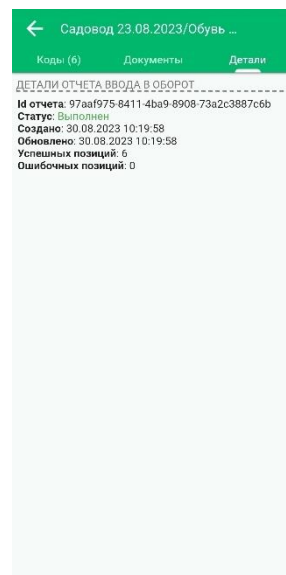 Садовод 23.08.2023/Обувь ...
Коды (6) Документы Детали
ДЕТАЛИ ОТЧЕТА ВВОДА В ОБОРОТ
Id отчета: 97aaf975-8411-4ba9-8908-73a2c3887c6b
Статус: Выполнен
Создано: 30.08.2023 10:19:58
Обновлено: 30.08.2023 10:19:58
Успешных позиций: 6
Ошибочных позиций: 0